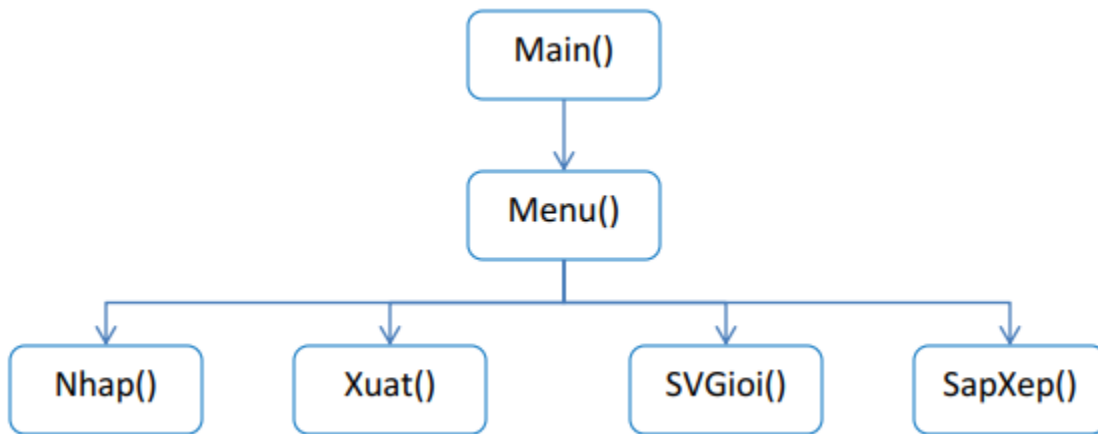 Main()
Menu()
Nhap()
Xuat()
SVGioi()
SapXep()